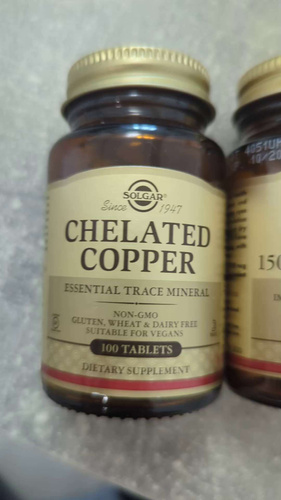 SOLGAR
Since 1947
CHELATED
COPPER
ESSENTIAL TRACE MINERAL
NON-GMO
GLUTEN, WHEAT & DAIRY FREE
SUITABLE FOR VEGANS
100 TABLETS
DIETARY SUPPLEMENT